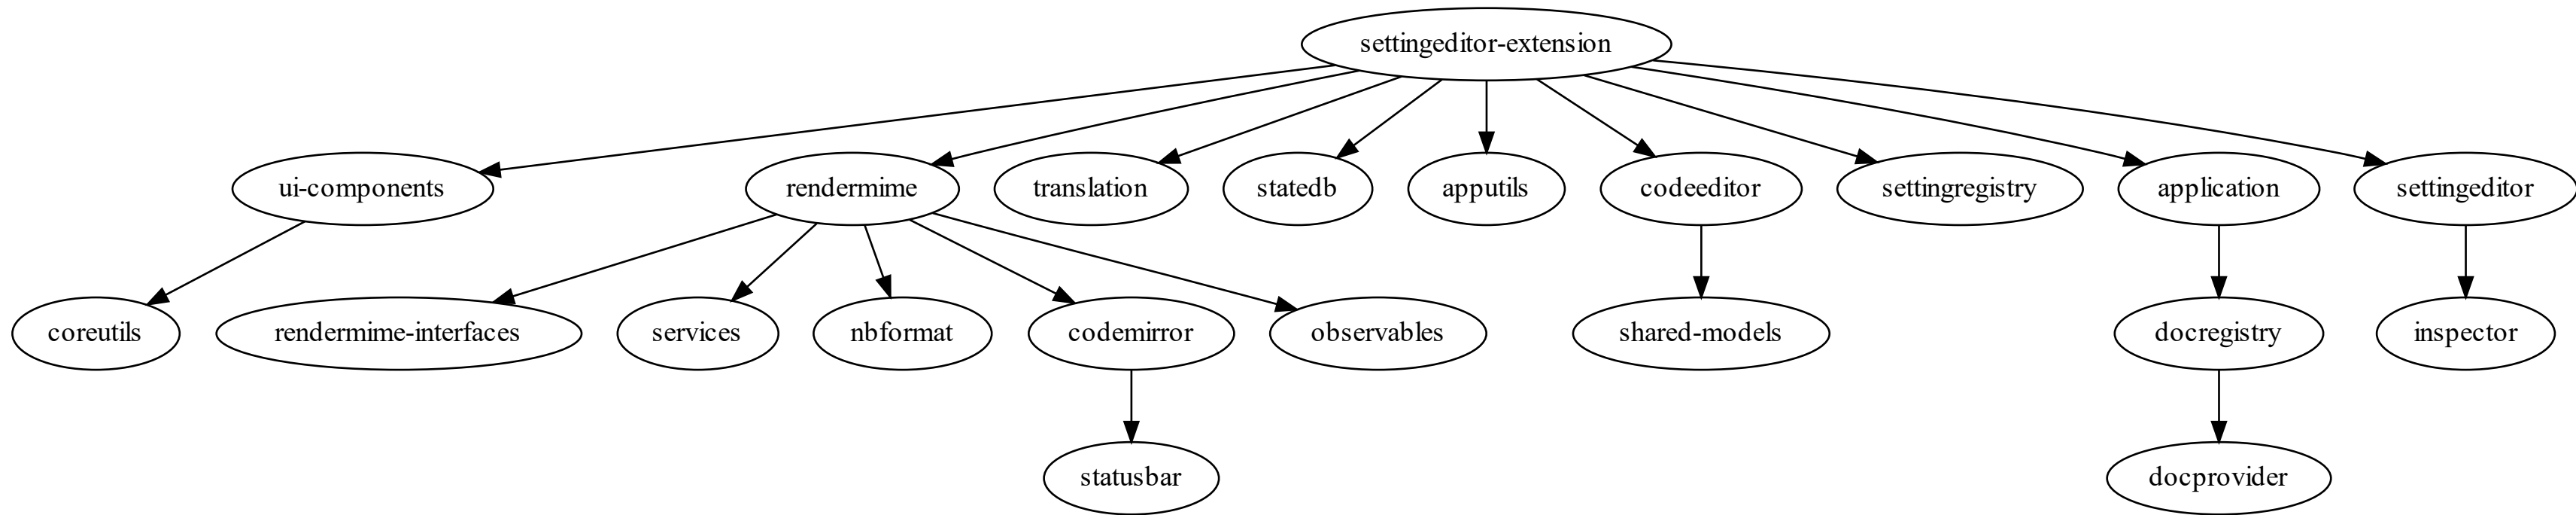 settingeditor-extension
ui-components
rendermime
translation
statedb
apputils
codeeditor
settingregistry
application
settingeditor
coreutils
rendermime-interfaces
services
nbformat
codemirror
observables
shared-models
docregistry
inspector
statusbar
docprovider